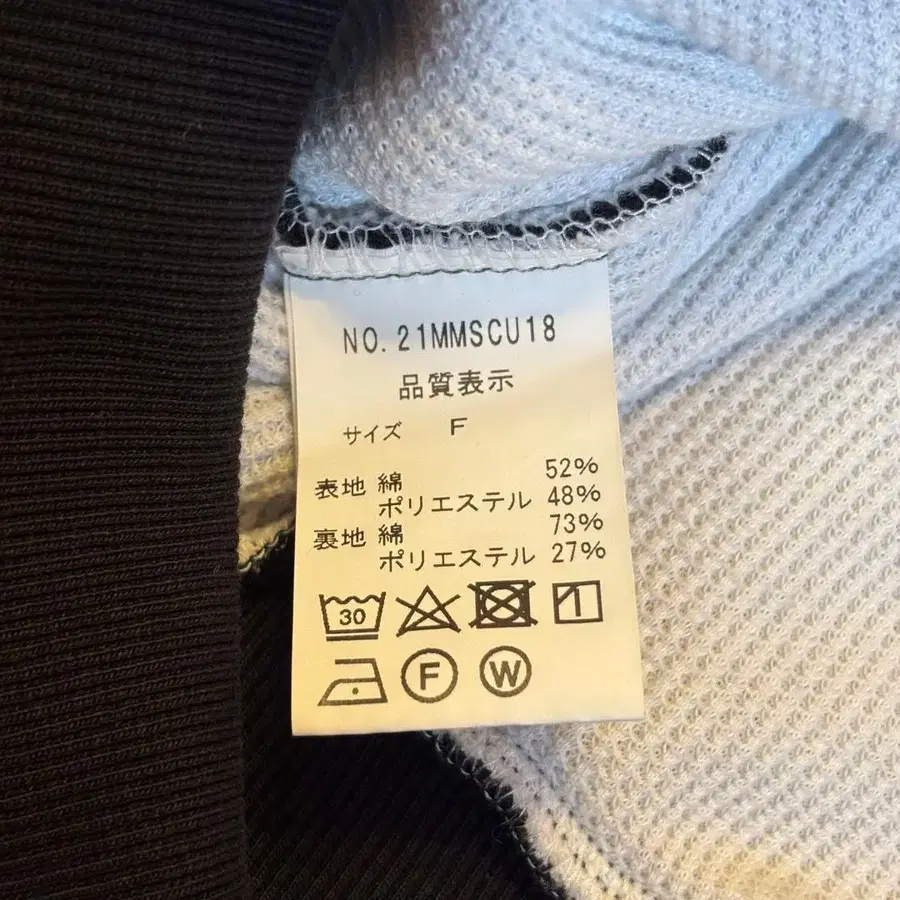 NO. 21MMSCU18
品質表示
サイズ F
表地 綿 52%
ポリエステル 48%
裏地 綿 73%
ポリエステル 27%
30
F W